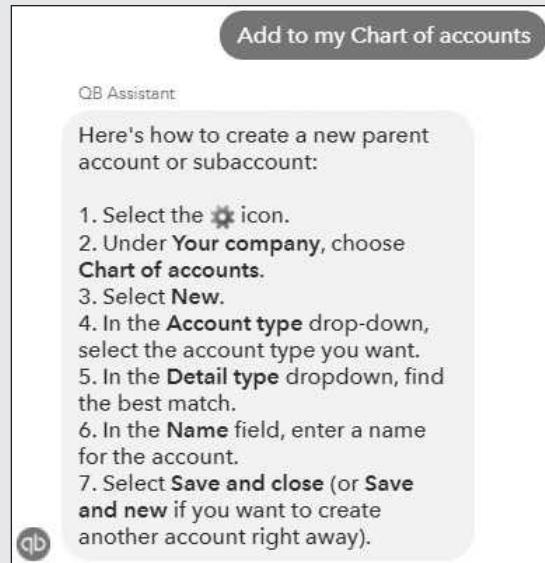 Add to my Chart of accounts
QB Assistant
Here's how to create a new parent
account or subaccount:
1. Select the icon.
2. Under Your company, choose
Chart of accounts.
3. Select New.
4. In the Account type drop-down,
select the account type you want.
5. In the Detail type dropdown, find
the best match.
6. In the Name field, enter a name
for the account.
7. Select Save and close (or Save
and new if you want to create
another account right away).
qb